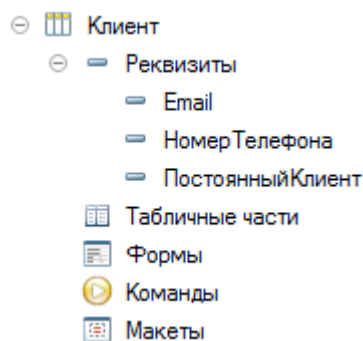 Клиент
Реквизиты
Email
НомерТелефона
ПостоянныйКлиент
Табличные части
Формы
Команды
Макеты